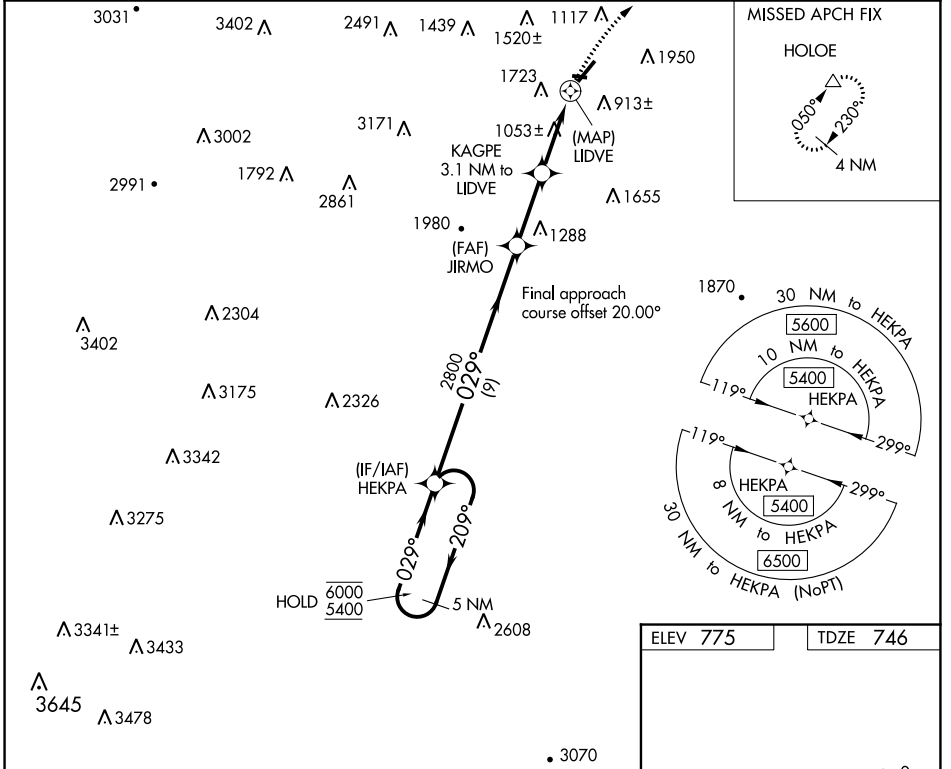 3031
3402
2491
1439
1520±
1117
1950
1723
913±
3002
3171
1053±
(MAP)
LIDVE
KAGPE
3.1 NM to
LIDVE
2991
1792
2861
1655
1980
1288
(FAF)
JIRMO
Final approach
course offset 20.00°
2304
3402
2800
029°
(9)
3175
2326
3342
(IF/IAF)
HEKPA
3275
029°
209°
HOLD
6000
5400
5 NM
2608
3341±
3433
3645
3478
3070
MISSED APCH FIX
HOLOE
050°
230°
4 NM
1870
30 NM to HEKPA
5600
10 NM to HEKPA
5400
119°
HEKPA
299°
119°
HEKPA
299°
5400
8 NM to HEKPA
6500
30 NM to HEKPA (NoPT)
ELEV 775
TDZE 746